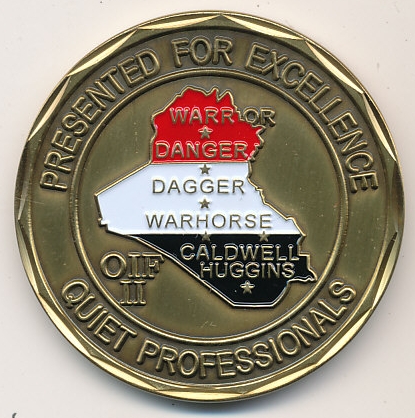 PRESENTED FOR EXCELLENCE
WARRIOR
DANGER
DAGGER
WARHORSE
CALDWELL
HUGGINS
OIF
II
QUIET PROFESSIONALS